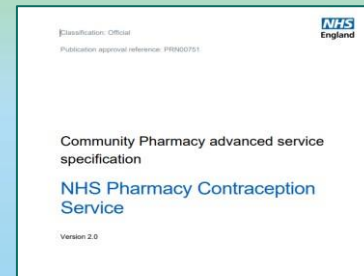 Classification: Official
NHS
England
Publication approval reference: PRN00751
Community Pharmacy advanced service
specification
NHS Pharmacy Contraception
Service
Version 2.0